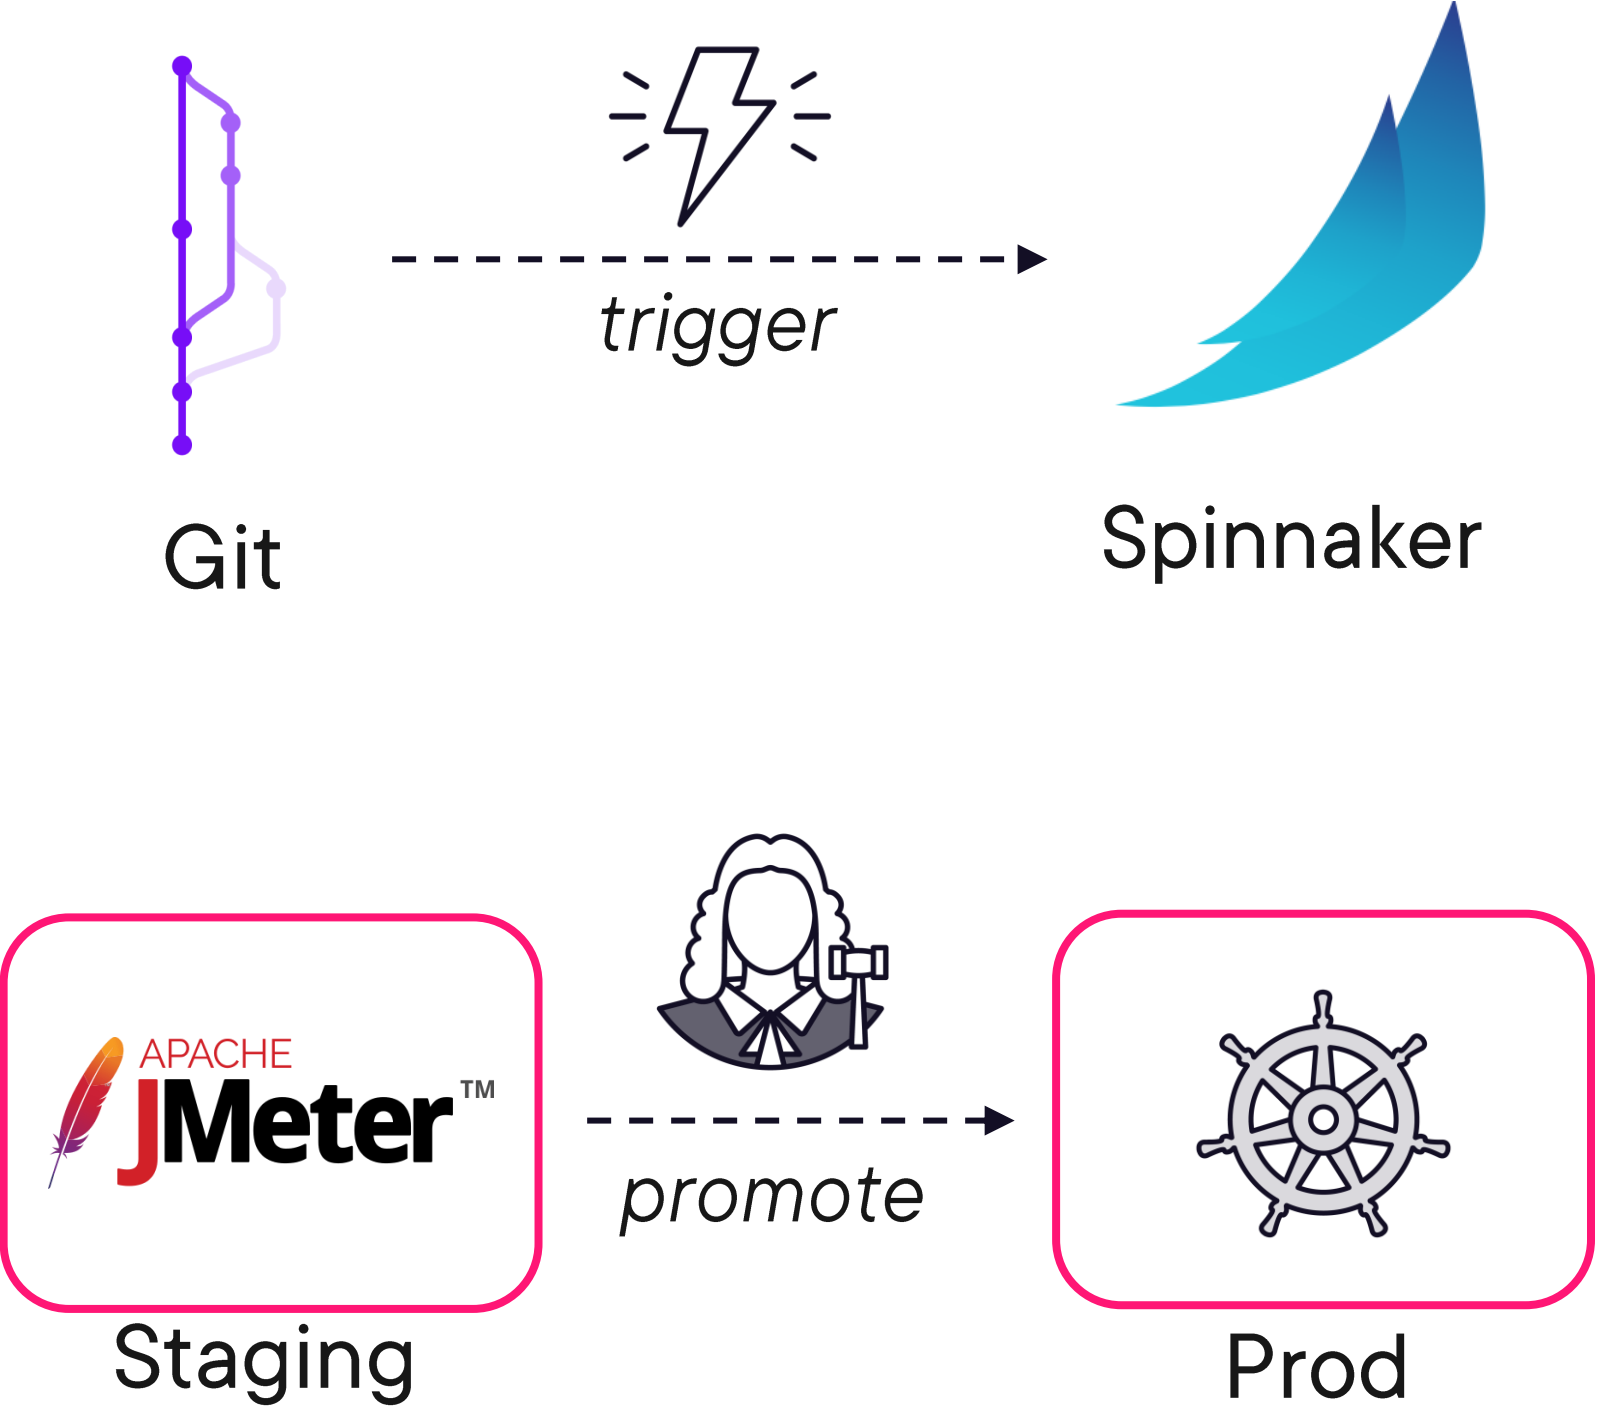 trigger
Git
Spinnaker
APACHE
JMeter™
promote
Staging
Prod